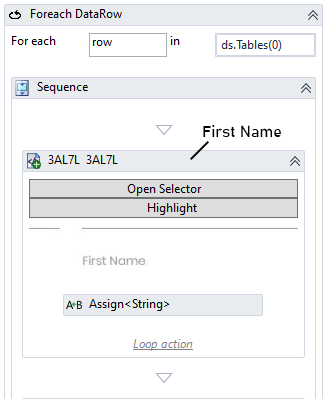 Foreach DataRow
For each row in ds.Tables(0)
Sequence
First Name
3AL7L 3AL7L
Open Selector
Highlight
First Name
A+B Assign<String>
Loop action